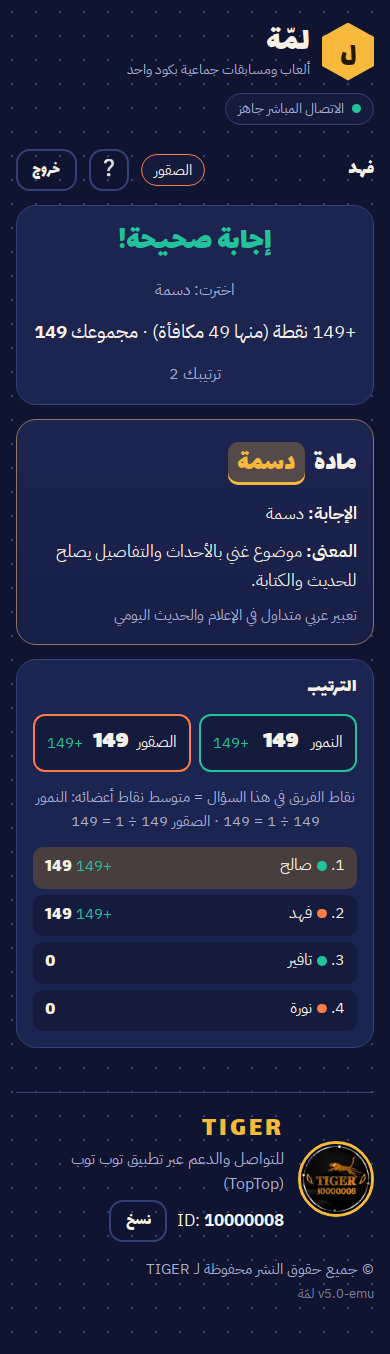 ل
لمّة
ألعاب ومسابقات جماعية بكود واحد
الاتصال المباشر جاهز
فهد
الصقور
?
خروج
إجابة صحيحة!
اخترت: دسمة
+149 نقطة (منها 49 مكافأة) · مجموعك 149
ترتيبك 2
مادة دسمة
الإجابة: دسمة
المعنى: موضوع غني بالأحداث والتفاصيل يصلح
للحديث والكتابة.
تعبير عربي متداول في الإعلام والحديث اليومي
الترتيب
النمور 149 +149
الصقور 149 +149
نقاط الفريق في هذا السؤال = متوسط نقاط أعضائه: النمور
149 ÷ 1 = 149 · الصقور 149 ÷ 1 = 149
1. صالح +149 149
2. فهد +149 149
3. تافير 0
4. نورة 0
TIGER
TIGER
10000008
للتواصل والدعم عبر تطبيق توب توب
(TopTop)
ID: 10000008
نسخ
© جميع حقوق النشر محفوظة لـ TIGER
لمّة v5.0-emu